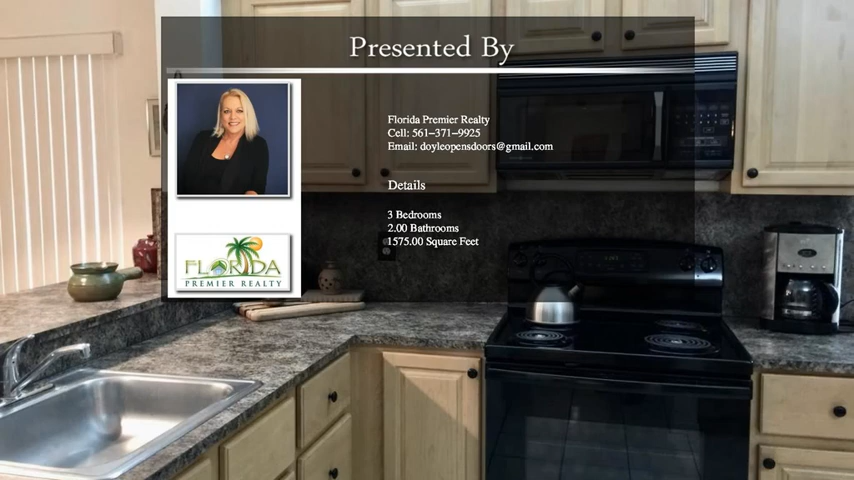 Presented By
Florida Premier Realty
Cell: 561-371-9925
Email: doyleopensdoors@gmail.com
Details
3 Bedrooms
2.00 Bathrooms
1575.00 Square Feet
FLORIDA
PREMIER REALTY